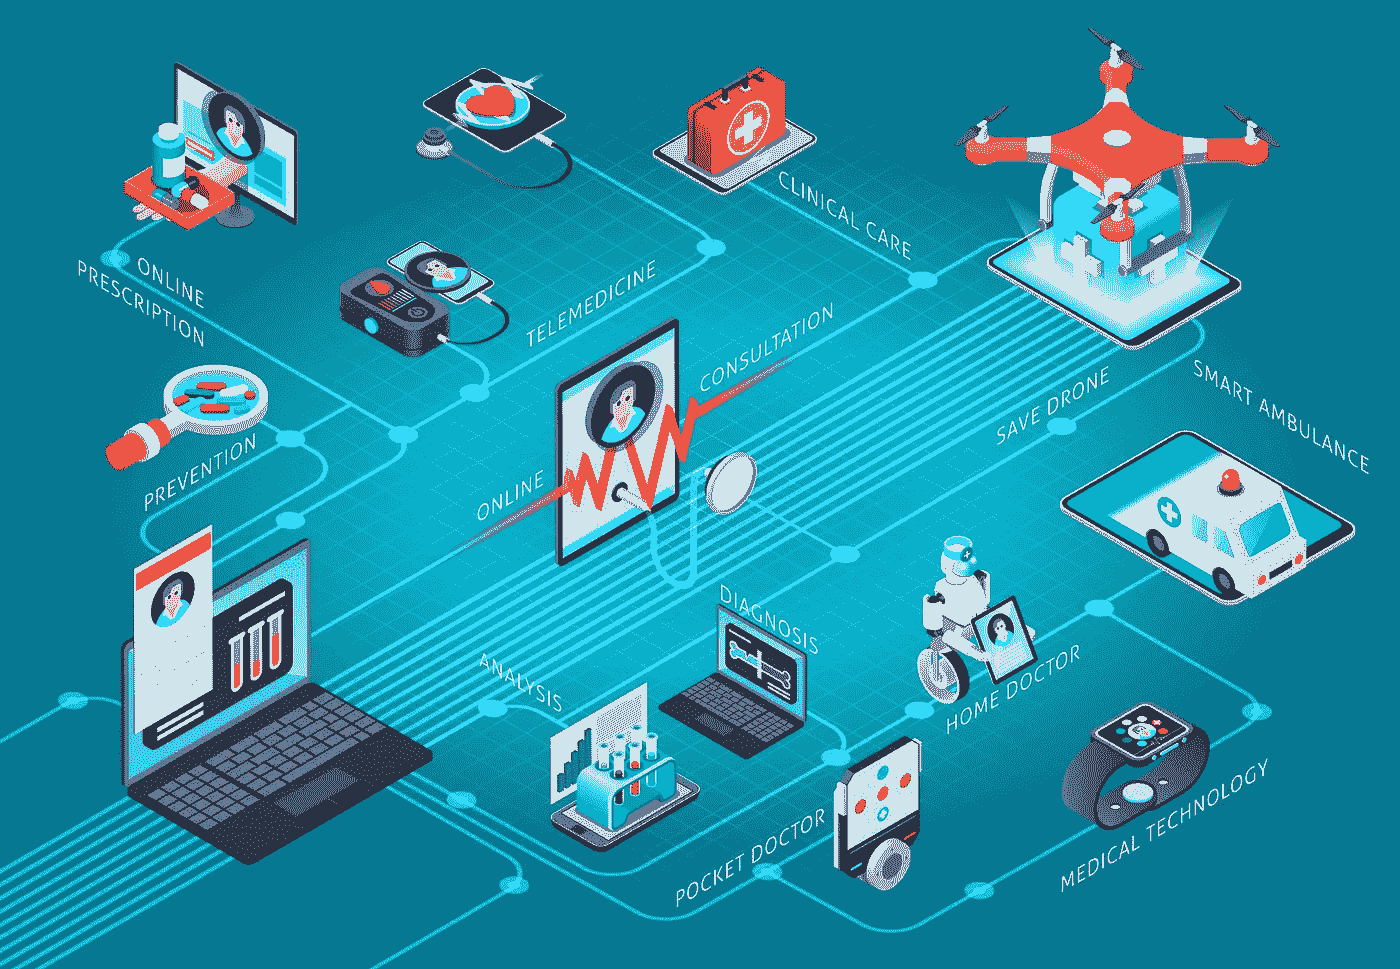 CLINICAL CARE
ONLINE
PRESCRIPTION
TELEMEDICINE
CONSULTATION
SAVE DRONE
SMART AMBULANCE
PREVENTION
ONLINE
DIAGNOSIS
ANALYSIS
HOME DOCTOR
POCKET DOCTOR
MEDICAL TECHNOLOGY